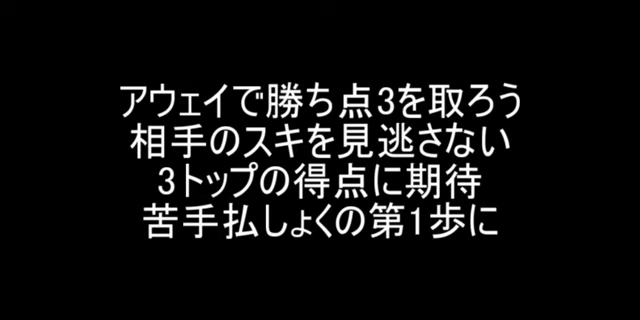 アウェイで勝ち点3を取ろう
相手のスキを見逃さない
3トップの得点に期待
苦手払しょくの第1歩に